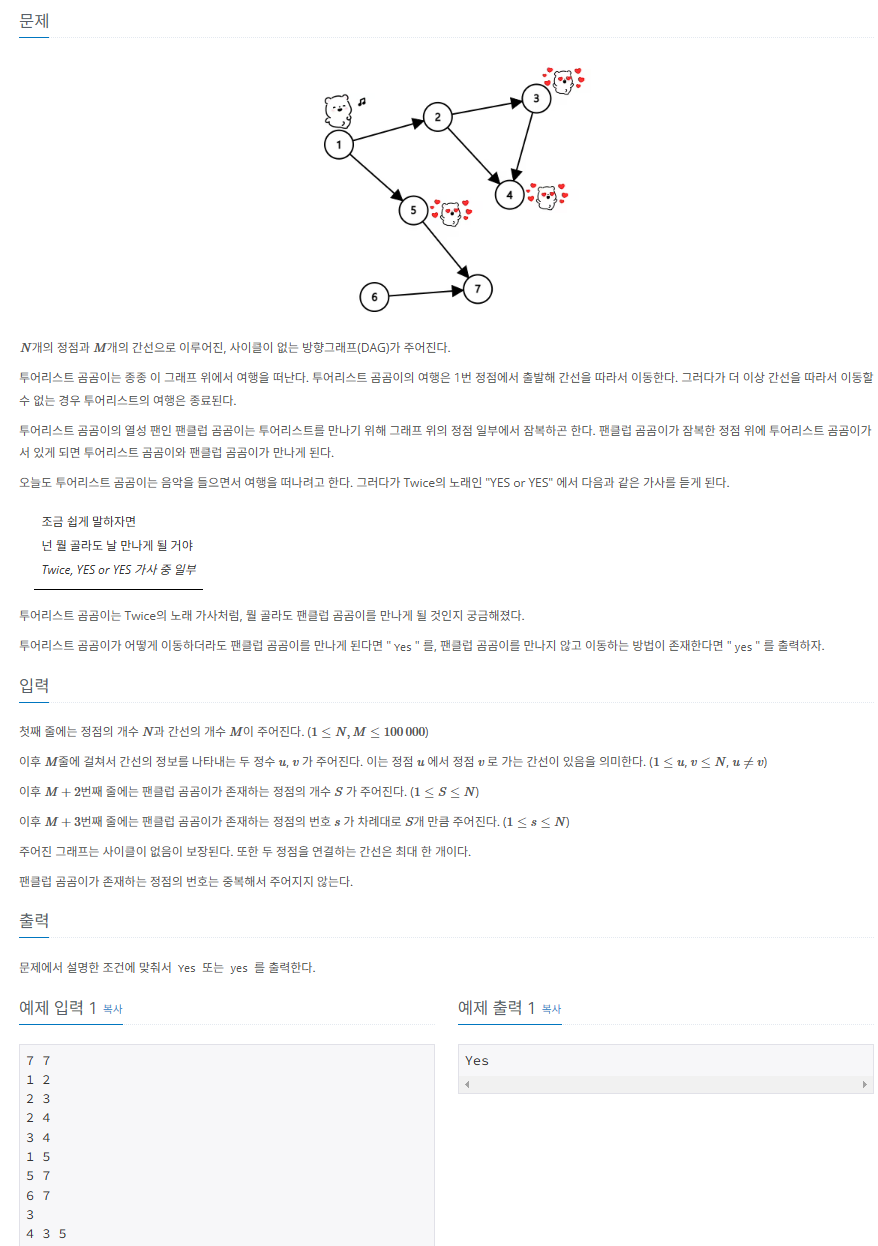 문제
1
2
3
4
5
6
7
N개의 정점과 M개의 간선으로 이루어진, 사이클이 없는 방향그래프(DAG)가 주어진다.
투어리스트 곰곰이는 종종 이 그래프 위에서 여행을 떠난다. 투어리스트 곰곰이의 여행은 1번 정점에서 출발해 간선을 따라서 이동한다. 그러다가 더 이상 간선을 따라서 이동할
수 없는 경우 투어리스트의 여행은 종료된다.
투어리스트 곰곰이의 열성 팬인 팬클럽 곰곰이는 투어리스트를 만나기 위해 그래프 위의 정점 일부에서 잠복하곤 한다. 팬클럽 곰곰이가 잠복한 정점 위에 투어리스트 곰곰이가
서 있게 되면 투어리스트 곰곰이와 팬클럽 곰곰이가 만나게 된다.
오늘도 투어리스트 곰곰이는 음악을 들으면서 여행을 떠나려고 한다. 그러다가 Twice의 노래인 "YES or YES" 에서 다음과 같은 가사를 듣게 된다.
조금 쉽게 말하자면
넌 뭘 골라도 날 만나게 될 거야
Twice, YES or YES 가사 중 일부
투어리스트 곰곰이는 Twice의 노래 가사처럼, 뭘 골라도 팬클럽 곰곰이를 만나게 될 것인지 궁금해졌다.
투어리스트 곰곰이가 어떻게 이동하더라도 팬클럽 곰곰이를 만나게 된다면 " Yes " 를, 팬클럽 곰곰이를 만나지 않고 이동하는 방법이 존재한다면 " yes " 를 출력하자.
입력
첫째 줄에는 정점의 개수 N과 간선의 개수 M이 주어진다. (1 ≤ N, M ≤ 100 000)
이후 M줄에 걸쳐서 간선의 정보를 나타내는 두 정수 u, v 가 주어진다. 이는 정점 u 에서 정점 v 로 가는 간선이 있음을 의미한다. (1 ≤ u, v ≤ N, u ≠ v)
이후 M + 2번째 줄에는 팬클럽 곰곰이가 존재하는 정점의 개수 S 가 주어진다. (1 ≤ S ≤ N)
이후 M + 3번째 줄에는 팬클럽 곰곰이가 존재하는 정점의 번호 s 가 차례대로 S개 만큼 주어진다. (1 ≤ s ≤ N)
주어진 그래프는 사이클이 없음이 보장된다. 또한 두 정점을 연결하는 간선은 최대 한 개이다.
팬클럽 곰곰이가 존재하는 정점의 번호는 중복해서 주어지지 않는다.
출력
문제에서 설명한 조건에 맞춰서 Yes 또는 yes 를 출력한다.
예제 입력 1 복사
7 7
1 2
2 3
2 4
3 4
1 5
5 7
6 7
3
4 3 5
예제 출력 1 복사
Yes